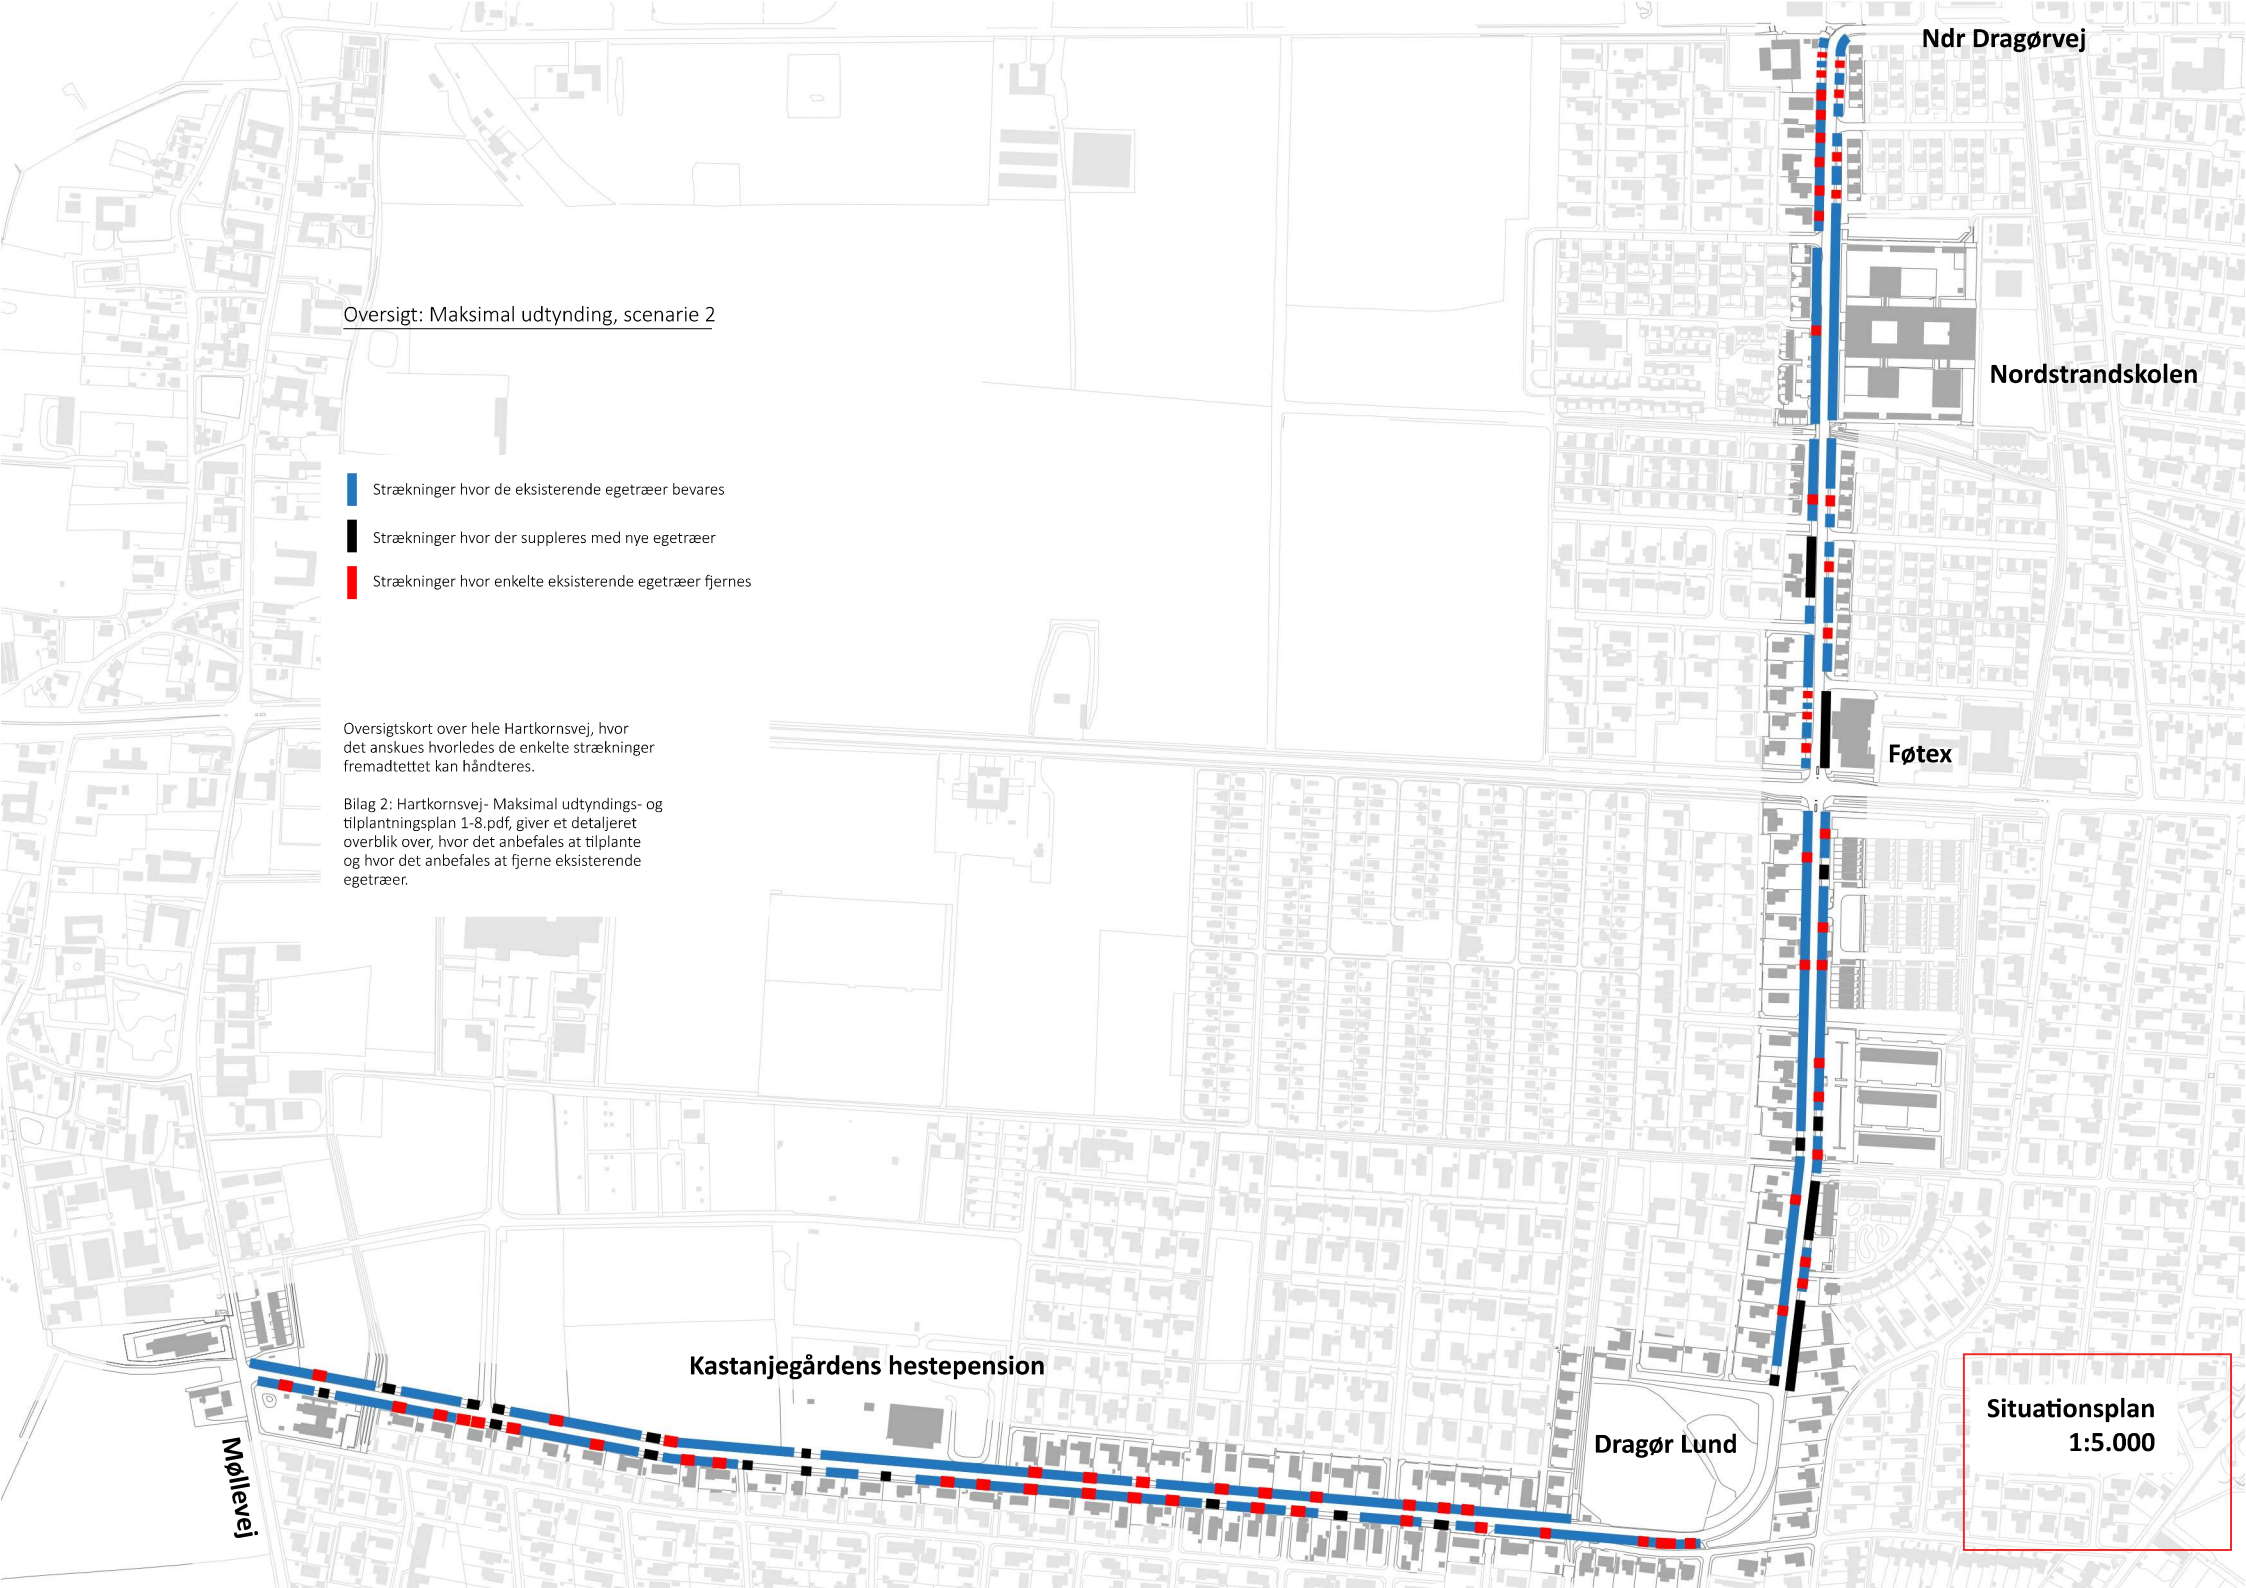 Ndr Dragørvej
Oversigt: Maksimal udtynding, scenarie 2
Nordstrandskolen
Strækninger hvor de eksisterende egetræer bevares
Strækninger hvor der suppleres med nye egetræer
Strækninger hvor enkelte eksisterende egetræer fjernes
Oversigtskort over hele Hartkornsvej, hvor
det anskues hvorledes de enkelte strækninger
fremadtettet kan håndteres.
Føtex
Bilag 2: Hartkornsvej- Maksimal udtyndings- og
tilplantningsplan 1-8.pdf, giver et detaljeret
overblik over, hvor det anbefales at tilplante
og hvor det anbefales at fjerne eksisterende
egetræer.
Kastanjegårdens hestepension
Møllevej
Dragør Lund
Situationsplan
1:5.000